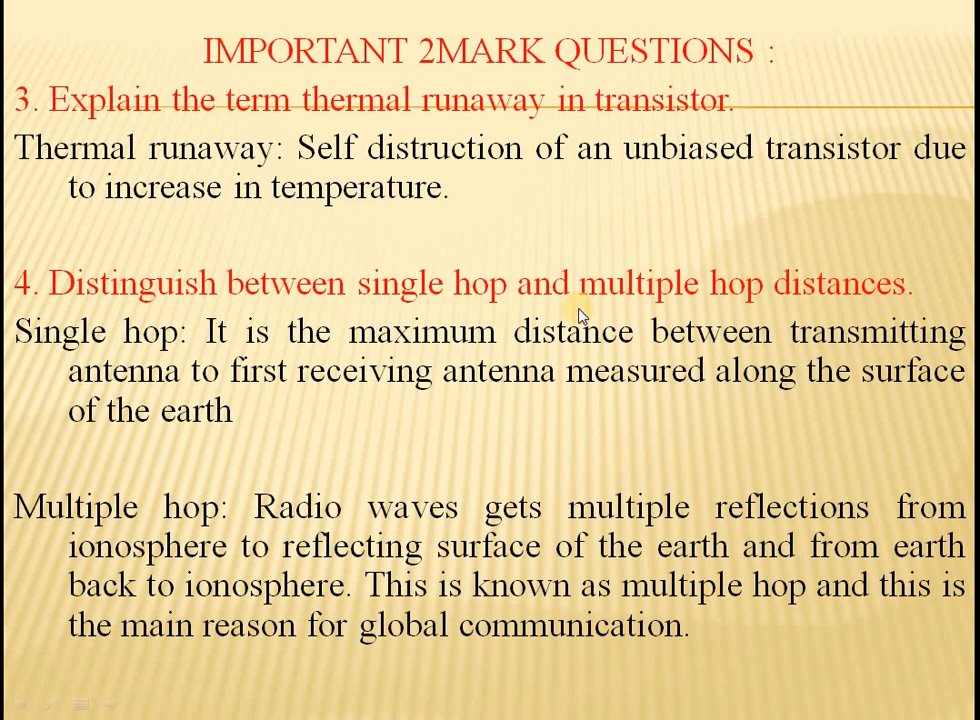 IMPORTANT 2MARK QUESTIONS :
3. Explain the term thermal runaway in transistor.
Thermal runaway: Self distruction of an unbiased transistor due
to increase in temperature.
4. Distinguish between single hop and multiple hop distances.
Single hop: It is the maximum distance between transmitting
antenna to first receiving antenna measured along the surface
of the earth
Multiple hop: Radio waves gets multiple reflections from
ionosphere to reflecting surface of the earth and from earth
back to ionosphere. This is known as multiple hop and this is
the main reason for global communication.